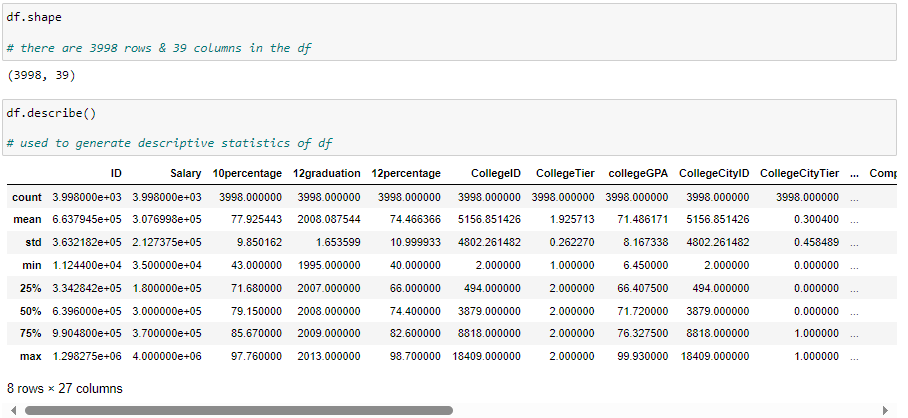 df.shape
# there are 3998 rows & 39 columns in the df
(3998, 39)
df.describe()
# used to generate descriptive statistics of df
ID Salary 10percentage 12graduation 12percentage CollegeID CollegeTier collegeGPA CollegeCityID CollegeCityTier ... Comp
count 3.998000e+03 3.998000e+03 3998.000000 3998.000000 3998.000000 3998.000000 3998.000000 3998.000000 3998.000000 3998.000000 ...
mean 6.637945e+05 3.076998e+05 77.925443 2008.087544 74.466366 5156.851426 1.925713 71.486171 5156.851426 0.300400 ...
std 3.632182e+05 2.127375e+05 9.850162 1.653599 10.999933 4802.261482 0.262270 8.167338 4802.261482 0.458489 ...
min 1.124400e+04 3.500000e+04 43.000000 1995.000000 40.000000 2.000000 1.000000 6.450000 2.000000 0.000000 ...
25% 3.342842e+05 1.800000e+05 71.680000 2007.000000 66.000000 494.000000 2.000000 66.407500 494.000000 0.000000 ...
50% 6.396000e+05 3.000000e+05 79.150000 2008.000000 74.400000 3879.000000 2.000000 71.720000 3879.000000 0.000000 ...
75% 9.904800e+05 3.700000e+05 85.670000 2009.000000 82.600000 8818.000000 2.000000 76.327500 8818.000000 1.000000 ...
max 1.298275e+06 4.000000e+06 97.760000 2013.000000 98.700000 18409.000000 2.000000 99.930000 18409.000000 1.000000 ...
8 rows × 27 columns